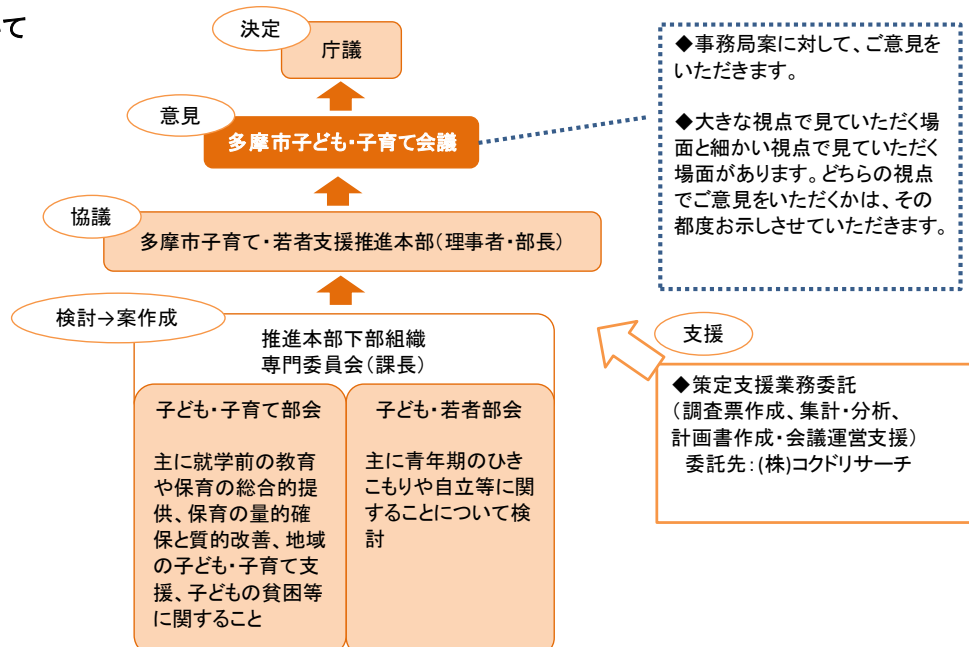 て
決定
庁議
意見
多摩市子ども・子育て会議
協議
多摩市子育て・若者支援推進本部(理事者・部長)
検討→案作成
推進本部下部組織
専門委員会(課長)
子ども・子育て部会
主に就学前の教育
や保育の総合的提
供、保育の量的確
保と質的改善、地域
の子ども・子育て支
援、子どもの貧困等
に関すること
子ども・若者部会
主に青年期のひき
こもりや自立等に関
することについて検
討
◆事務局案に対して、ご意見を
いただきます。
◆大きな視点で見ていただく場
面と細かい視点で見ていただく
場面があります。どちらの視点
でご意見をいただくかは、その
都度お示しさせていただきます。
支援
◆策定支援業務委託
(調査票作成、集計・分析、
計画書作成・会議運営支援)
委託先:(株)コクドリサーチ